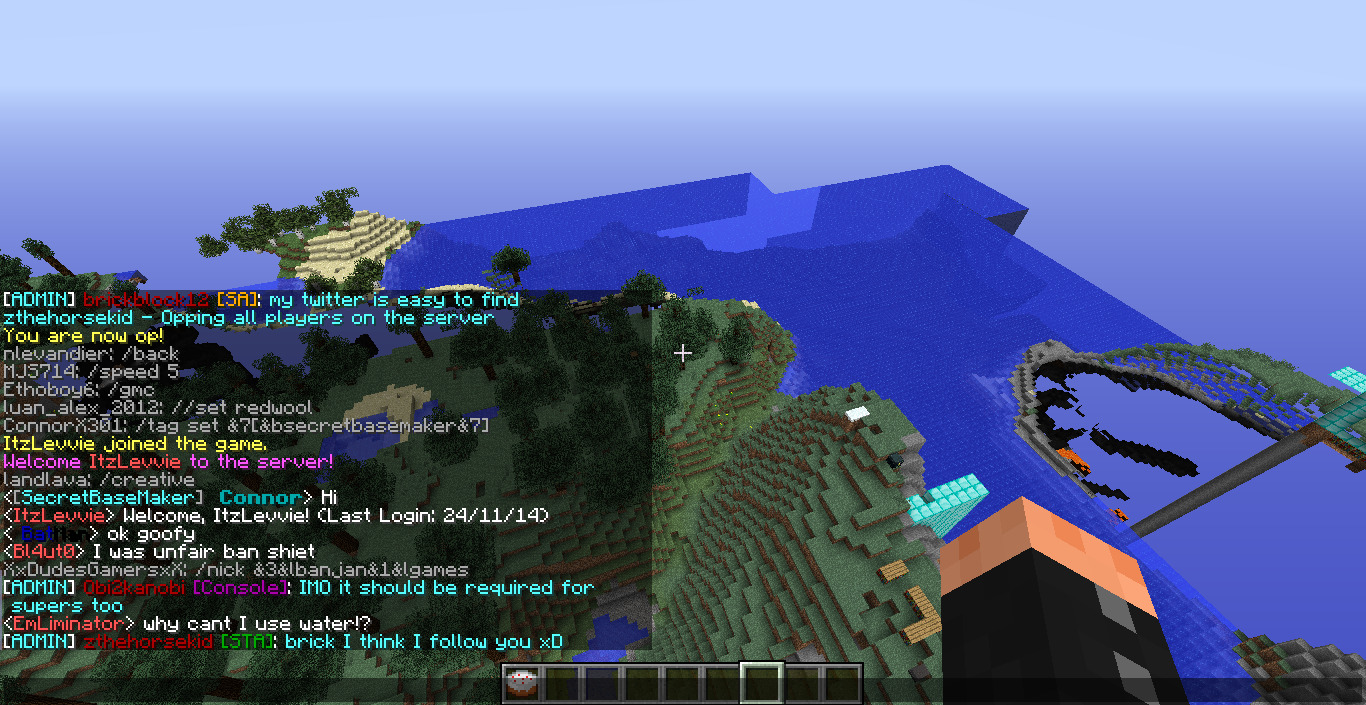 [ADMIN] brickblock12 [SA]: my twitter is easy to find
zthehorsekid - Opping all players on the server
You are now op!
nlevandier: /back
MJ5714: /speed 5
Ethoboy6: /gmc
luan_alex_2012: //set redwool
ConnorX301: /tag set &7[&bsecretbasemaker&7]
ItzLevvie joined the game.
Welcome ItzLevvie to the server!
landlava: /creative
<[SecretBaseMaker] Connor> Hi
<ItzLevvie> Welcome, ItzLevvie! (Last Login: 24/11/14)
< BatMan> ok goofy
<Bl4ut0> I was unfair ban shiet
XxDudesGamersxX: /nick &3&lbanjan&1&lgames
[ADMIN] 0bi2kanobi [Console]: IMO it should be required for
supers too
<EmLiminator> why cant I use water!?
[ADMIN] zthehorsekid [STA]: brick I think I follow you xD